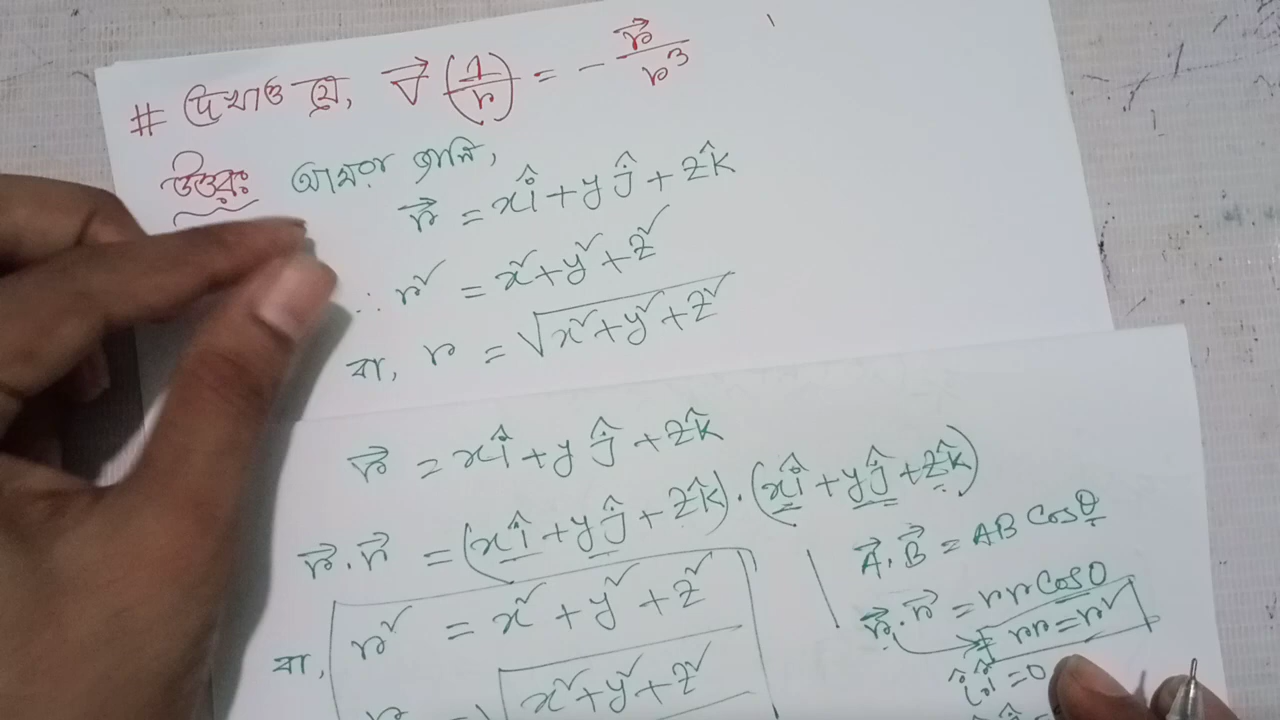 # দেখাও যে, ∇⃗ (1/r) = - r⃗/r³
উত্তরঃ আমরা জানি,
r⃗ = xî + yĵ + zk̂
∴ r² = x² + y² + z²
বা, r = √(x² + y² + z²)
r⃗ = xî + yĵ + zk̂
r⃗ . r⃗ = (xî + yĵ + zk̂) . (xî + yĵ + zk̂)
বা, r² = x² + y² + z²
r = √(x² + y² + z²)
A⃗ . B⃗ = AB Cosθ
r⃗ . r⃗ = rr Cos0
= rr = r²
î.î = 0